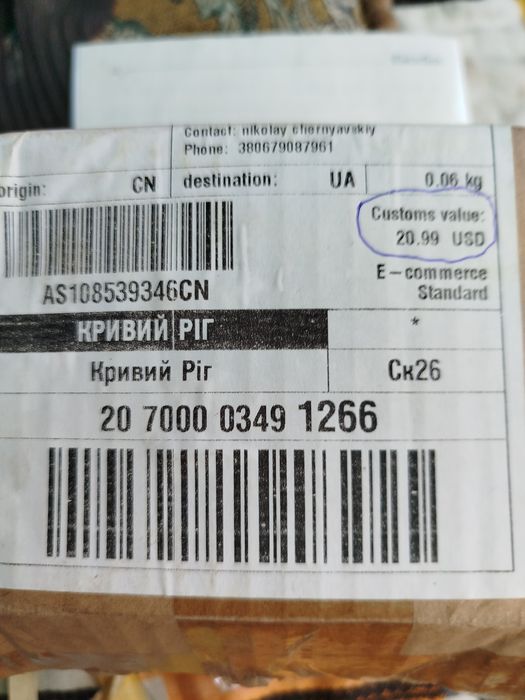 Contact: nikolay chornyavskiy
Phone: 380679087961
origin: CN destination: UA 0.06 kg
Customs value:
20.99 USD
AS108539346CN
E-commerce
Standard
КРИВИЙ РІГ *
Кривий Ріг Ск26
20 7000 0349 1266